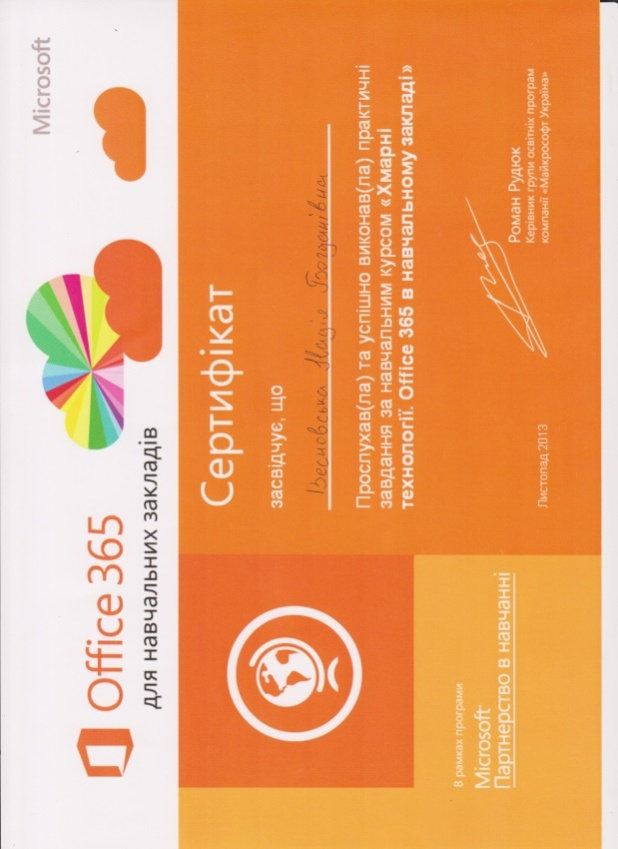 Office 365
для навчальних закладів
Microsoft
Сертифікат
засвідчує, що
Весновська Надія Богданівна
Прослухав(ла) та успішно виконав(ла) практичні
завдання за навчальним курсом «Хмарні
технології. Office 365 в навчальному закладі»
Листопад 2013
Роман Рудюк
Керівник групи освітніх програм
компанії «Майкрософт Україна»
В рамках програми
Microsoft
Партнерство в навчанні